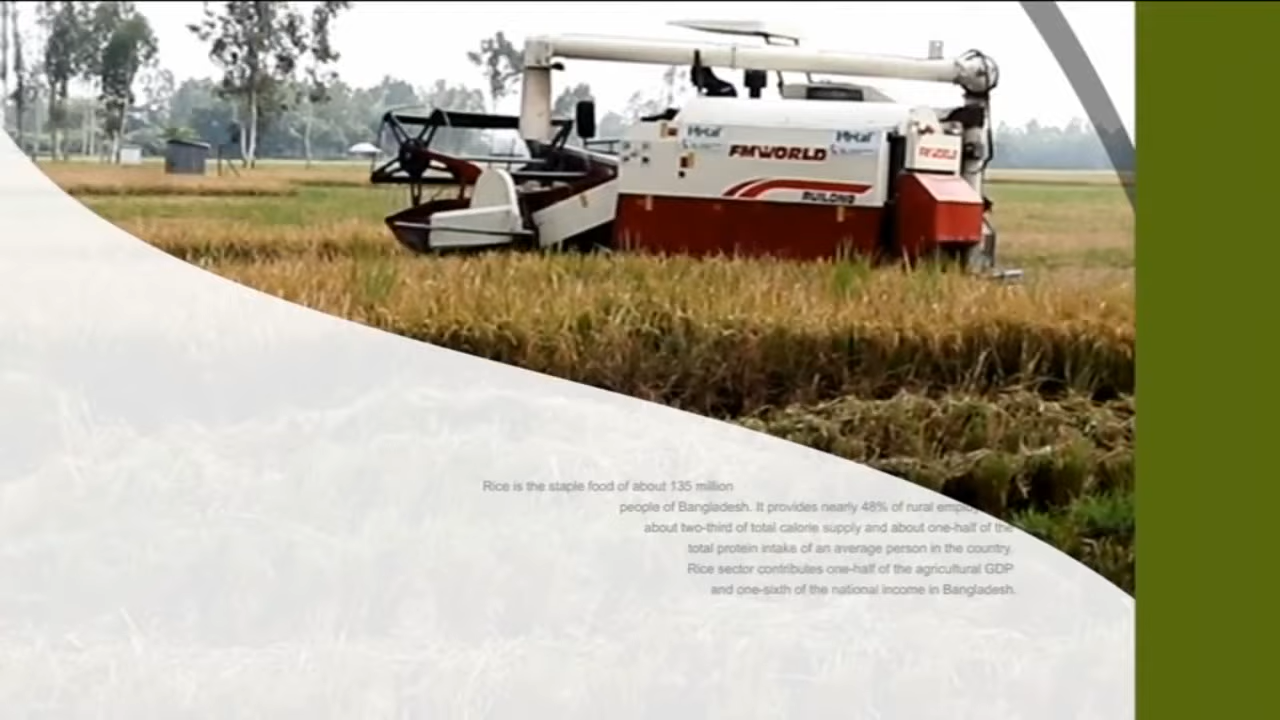 FMWORLD
RUILONG
Rice is the staple food of about 135 million
people of Bangladesh. It provides nearly 48% of rural
about two-third of total calorie supply and about one-half of the
total protein intake of an average person in the country.
Rice sector contributes one-half of the agricultural GDP
and one-sixth of the national income in Bangladesh.